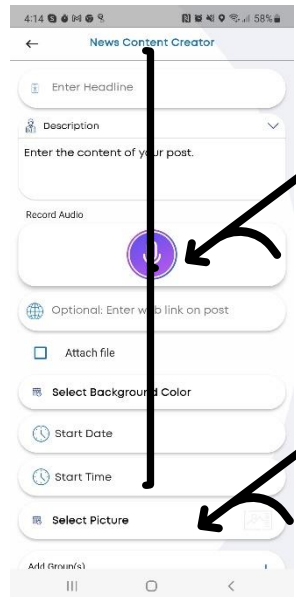 4:14 58%
News Content Creator
Enter Headline
Description
Enter the content of your post.
Record Audio
Optional: Enter web link on post
Attach file
Select Background Color
Start Date
Start Time
Select Picture
Add Group(s)